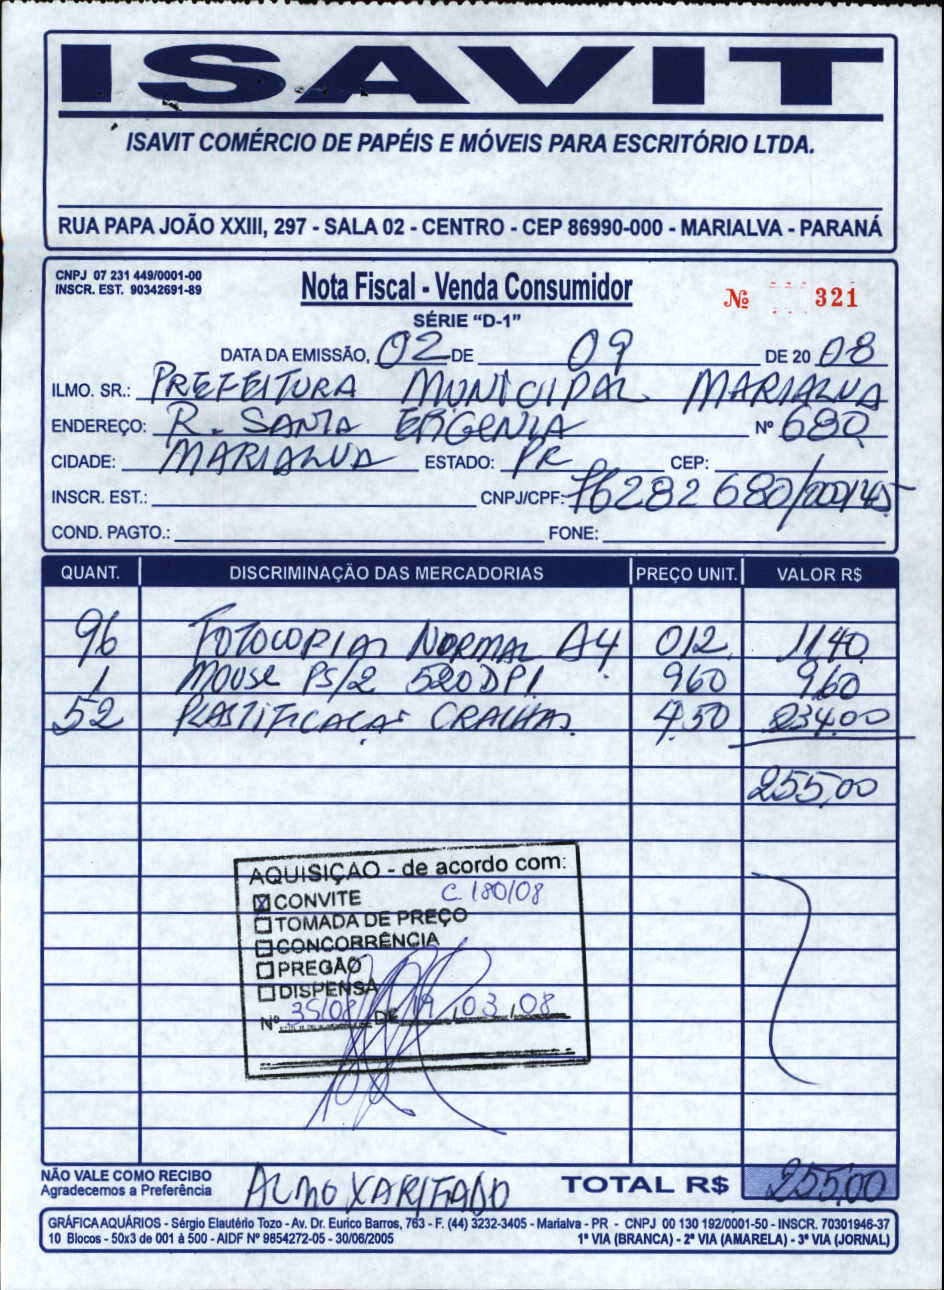 ISAVIT
ISAVIT COMÉRCIO DE PAPÉIS E MÓVEIS PARA ESCRITÓRIO LTDA.
RUA PAPA JOÃO XXIII, 297 - SALA 02 - CENTRO - CEP 86990-000 - MARIALVA - PARANÁ
CNPJ 07 231 449/0001-00
INSCR. EST. 90342691-89
Nota Fiscal - Venda Consumidor
Nº 321
SÉRIE "D-1"
DATA DA EMISSÃO, 02 DE 09 DE 2008
ILMO. SR.: PREFEITURA MUNICIPAL MARIALVA
ENDEREÇO: R. SANTA EFIGENIA Nº 680
CIDADE: MARIALVA ESTADO: PR CEP:
INSCR. EST.: CNPJ/CPF: 76282680/000145
COND. PAGTO.: FONE:
QUANT. DISCRIMINAÇÃO DAS MERCADORIAS PREÇO UNIT. VALOR R$
96 FOTOCOPIAS NORMAL A4 012 11.40
1 MOUSE PS/2 520DPI 960 9.60
52 PLASTIFICAÇAO CRACHAS 4.50 234.00
255,00
AQUISIÇÃO - de acordo com:
☒ CONVITE C 180/08
☐ TOMADA DE PREÇO
☐ CONCORRÊNCIA
☐ PREGÃO
☐ DISPENSA
Nº 35/08 DE 19/03/08
NÃO VALE COMO RECIBO
Agradecemos a Preferência
ALMOXARIFADO
TOTAL R$ 255,00
GRÁFICA AQUÁRIOS - Sérgio Elautério Tozo - Av. Dr. Eurico Barros, 763 - F. (44) 3232-3405 - Marialva - PR - CNPJ 00 130 192/0001-50 - INSCR. 70301946-37
10 Blocos - 50x3 de 001 à 500 - AIDF Nº 9854272-05 - 30/06/2005 1ª VIA (BRANCA) - 2ª VIA (AMARELA) - 3ª VIA (JORNAL)